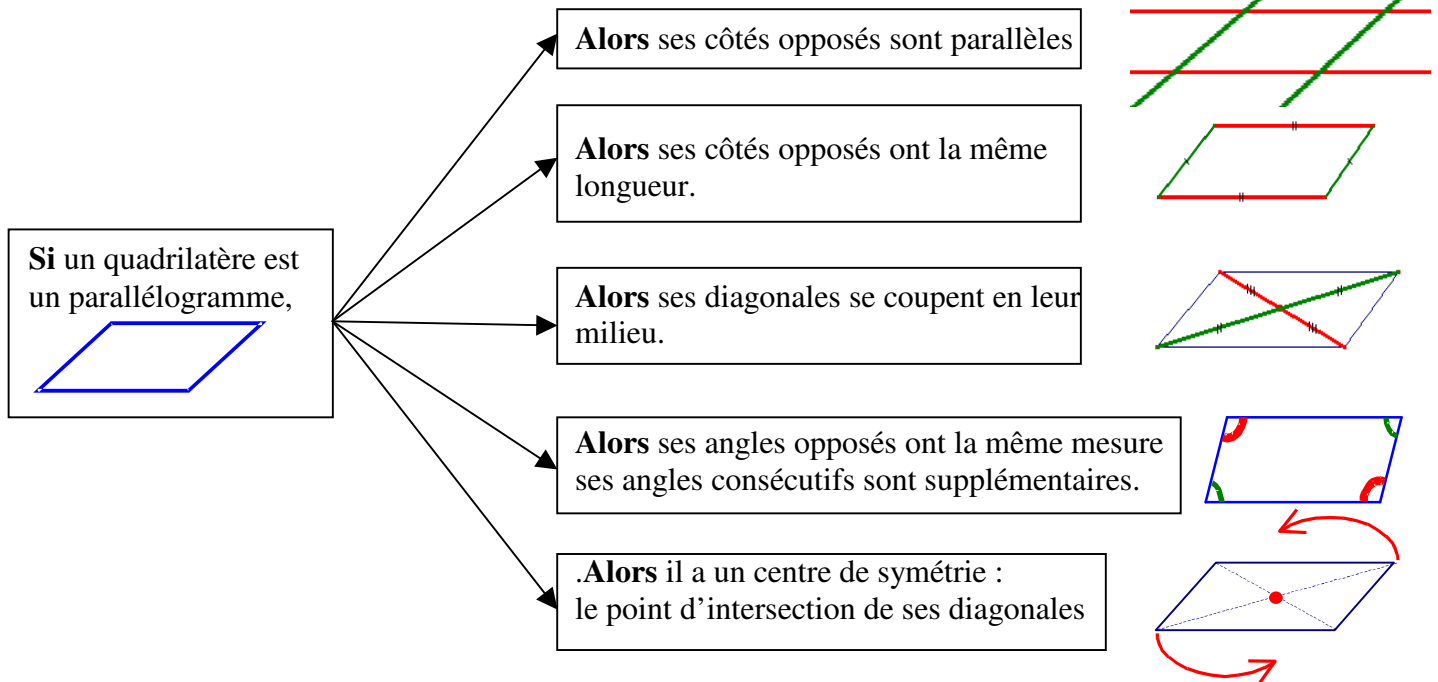 Alors ses côtés opposés sont parallèles
Alors ses côtés opposés ont la même
longueur.
Si un quadrilatère est
un parallélogramme,
Alors ses diagonales se coupent en leur
milieu.
Alors ses angles opposés ont la même mesure
ses angles consécutifs sont supplémentaires.
.Alors il a un centre de symétrie :
le point d’intersection de ses diagonales